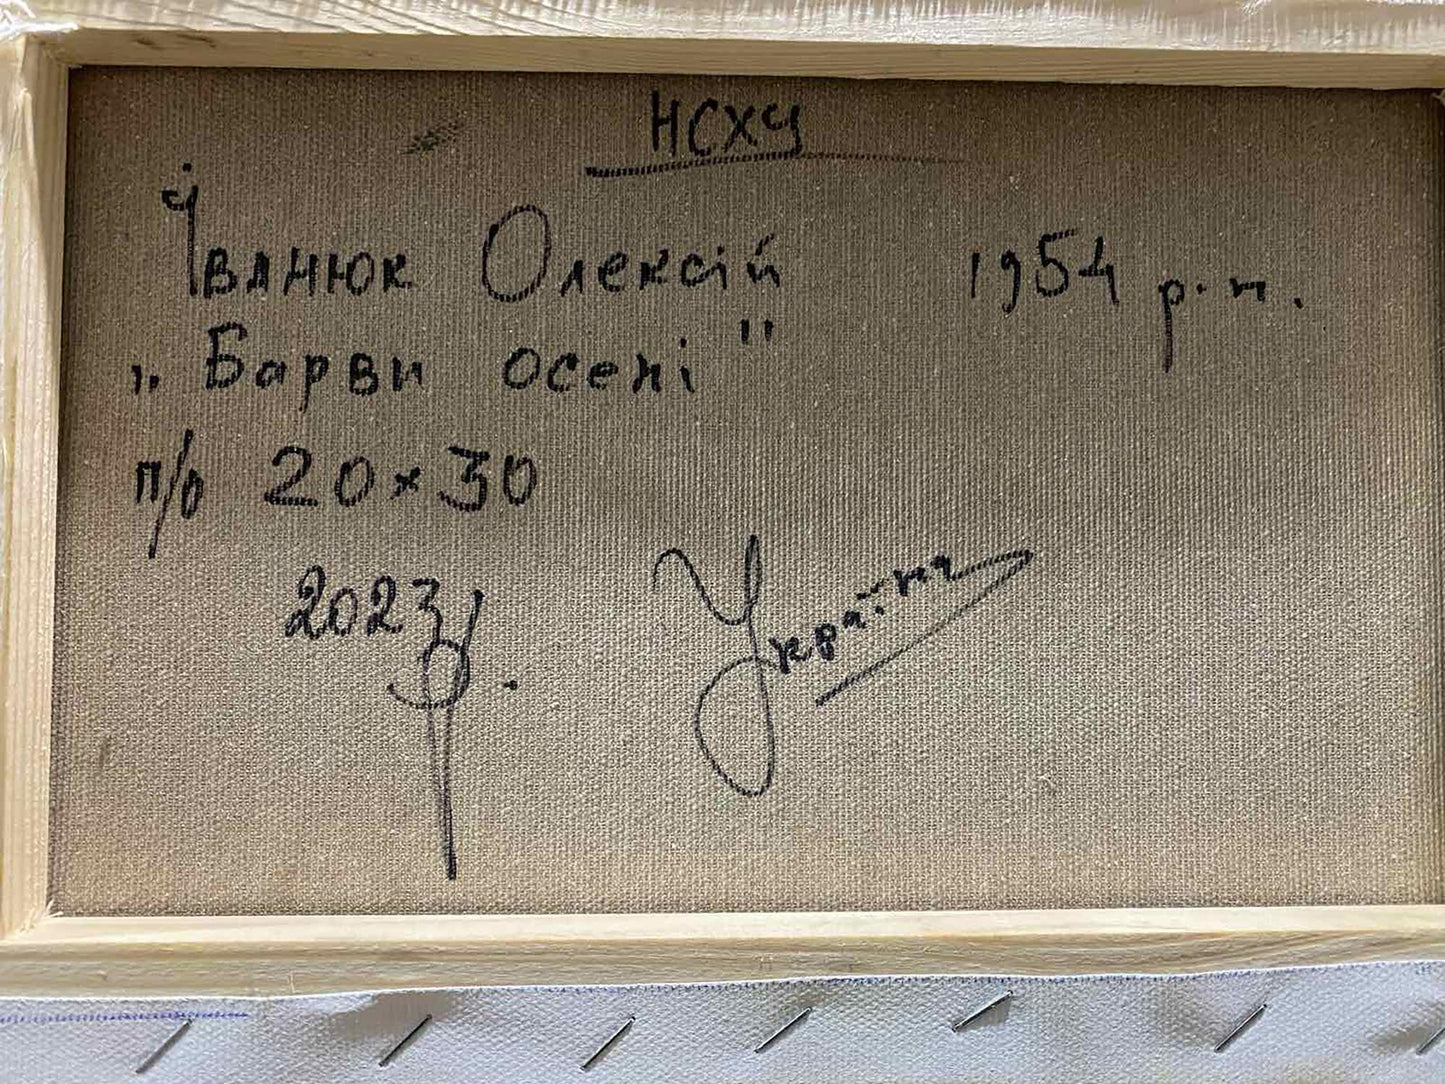 НСХУ
Іванюк Олексій 1954 р.н.
„Барви осені"
п/о 20×30
2023 р.
Україна